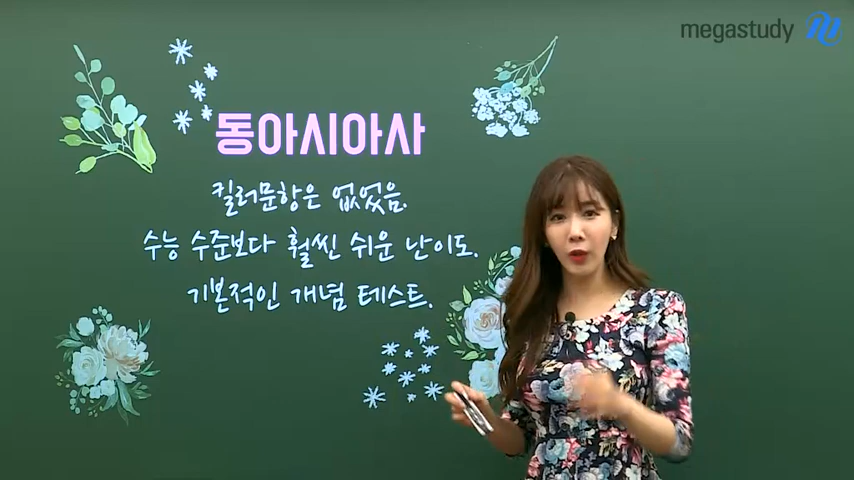 megastudy
동아시아사
킬러문항은 없었음.
수능 수준보다 훨씬 쉬운 난이도.
기본적인 개념 테스트.